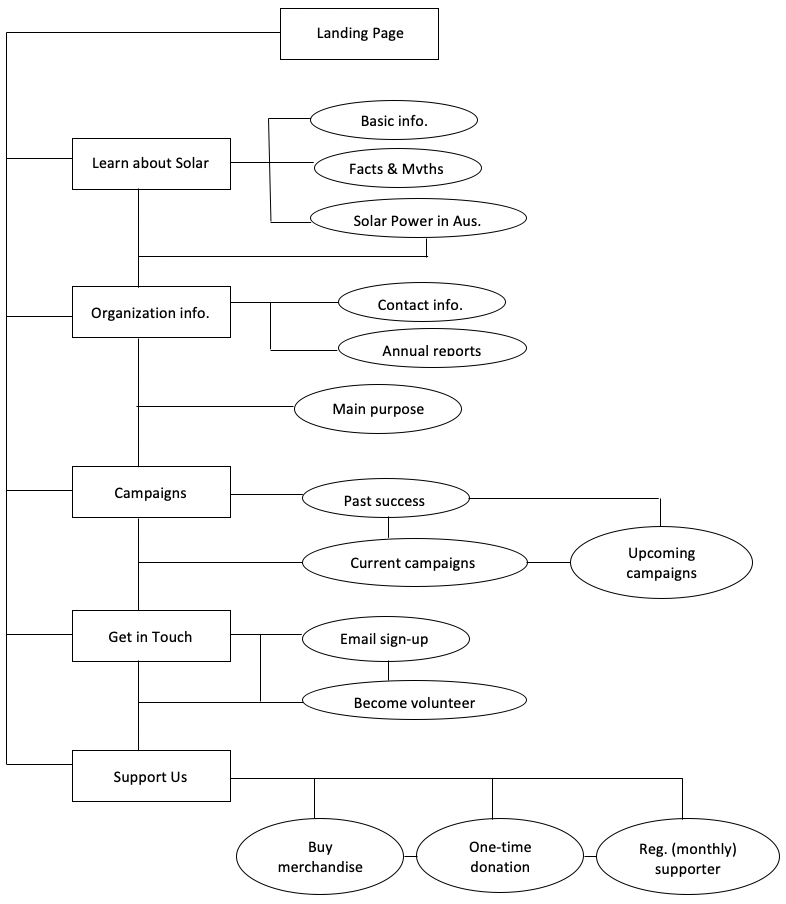 Landing Page
Basic info.
Learn about Solar
Facts & Myths
Solar Power in Aus.
Contact info.
Organization info.
Annual reports
Main purpose
Campaigns
Past success
Current campaigns
Upcoming
campaigns
Get in Touch
Email sign-up
Become volunteer
Support Us
Buy
merchandise
One-time
donation
Reg. (monthly)
supporter